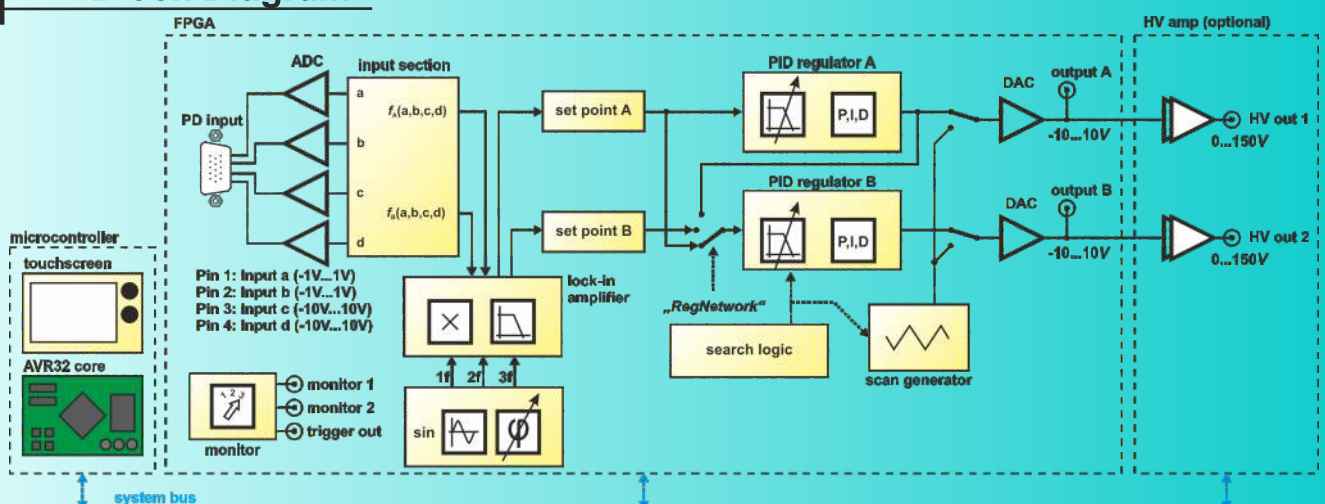 Block Diagram
FPGA
HV amp (optional)
ADC
input section
PID regulator A
DAC
output A
a
f_A(a,b,c,d)
set point A
P,I,D
-10...10V
HV out 1
0...150V
PD input
b
c
PID regulator B
output B
DAC
f_B(a,b,c,d)
set point B
P,I,D
-10...10V
HV out 2
0...150V
d
microcontroller
touchscreen
Pin 1: Input a (-1V...1V)
Pin 2: Input b (-1V...1V)
Pin 3: Input c (-10V...10V)
Pin 4: Input d (-10V...10V)
lock-in
amplifier
„RegNetwork“
search logic
scan generator
AVR32 core
1f 2f 3f
monitor 1
monitor 2
trigger out
monitor
sin
φ
system bus